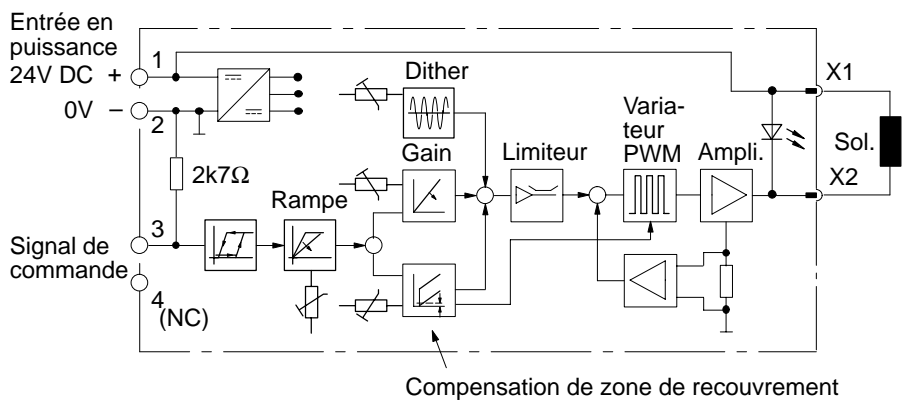 Entrée en
puissance
24V DC +
1
0V –
2
2k7Ω
3
Signal de
commande
4
(NC)
Rampe
Dither
Gain
Limiteur
Varia-
teur
PWM
Ampli.
X1
Sol.
X2
Compensation de zone de recouvrement